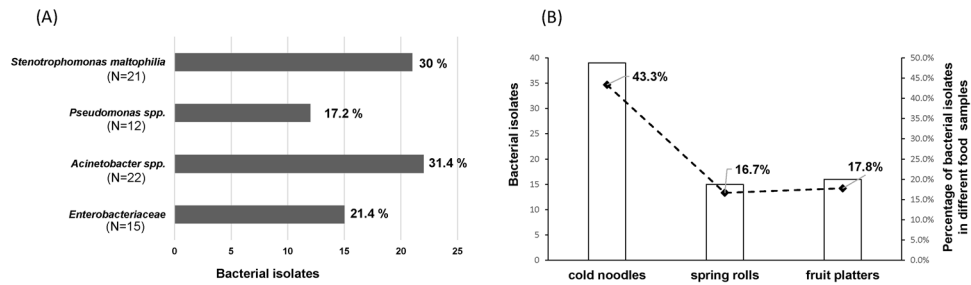 (A)
Stenotrophomonas maltophilia
(N=21)
30 %
Pseudomonas spp.
(N=12)
17.2 %
Acinetobacter spp.
(N=22)
31.4 %
Enterobacteriaceae
(N=15)
21.4 %
0 5 10 15 20 25
Bacterial isolates
(B)
Bacterial isolates
40
35
30
25
20
15
10
5
0
43.3%
16.7%
17.8%
cold noodles spring rolls fruit platters
50.0%
45.0%
40.0%
35.0%
30.0%
25.0%
20.0%
15.0%
10.0%
5.0%
0.0%
Percentage of bacterial isolates
in different food samples